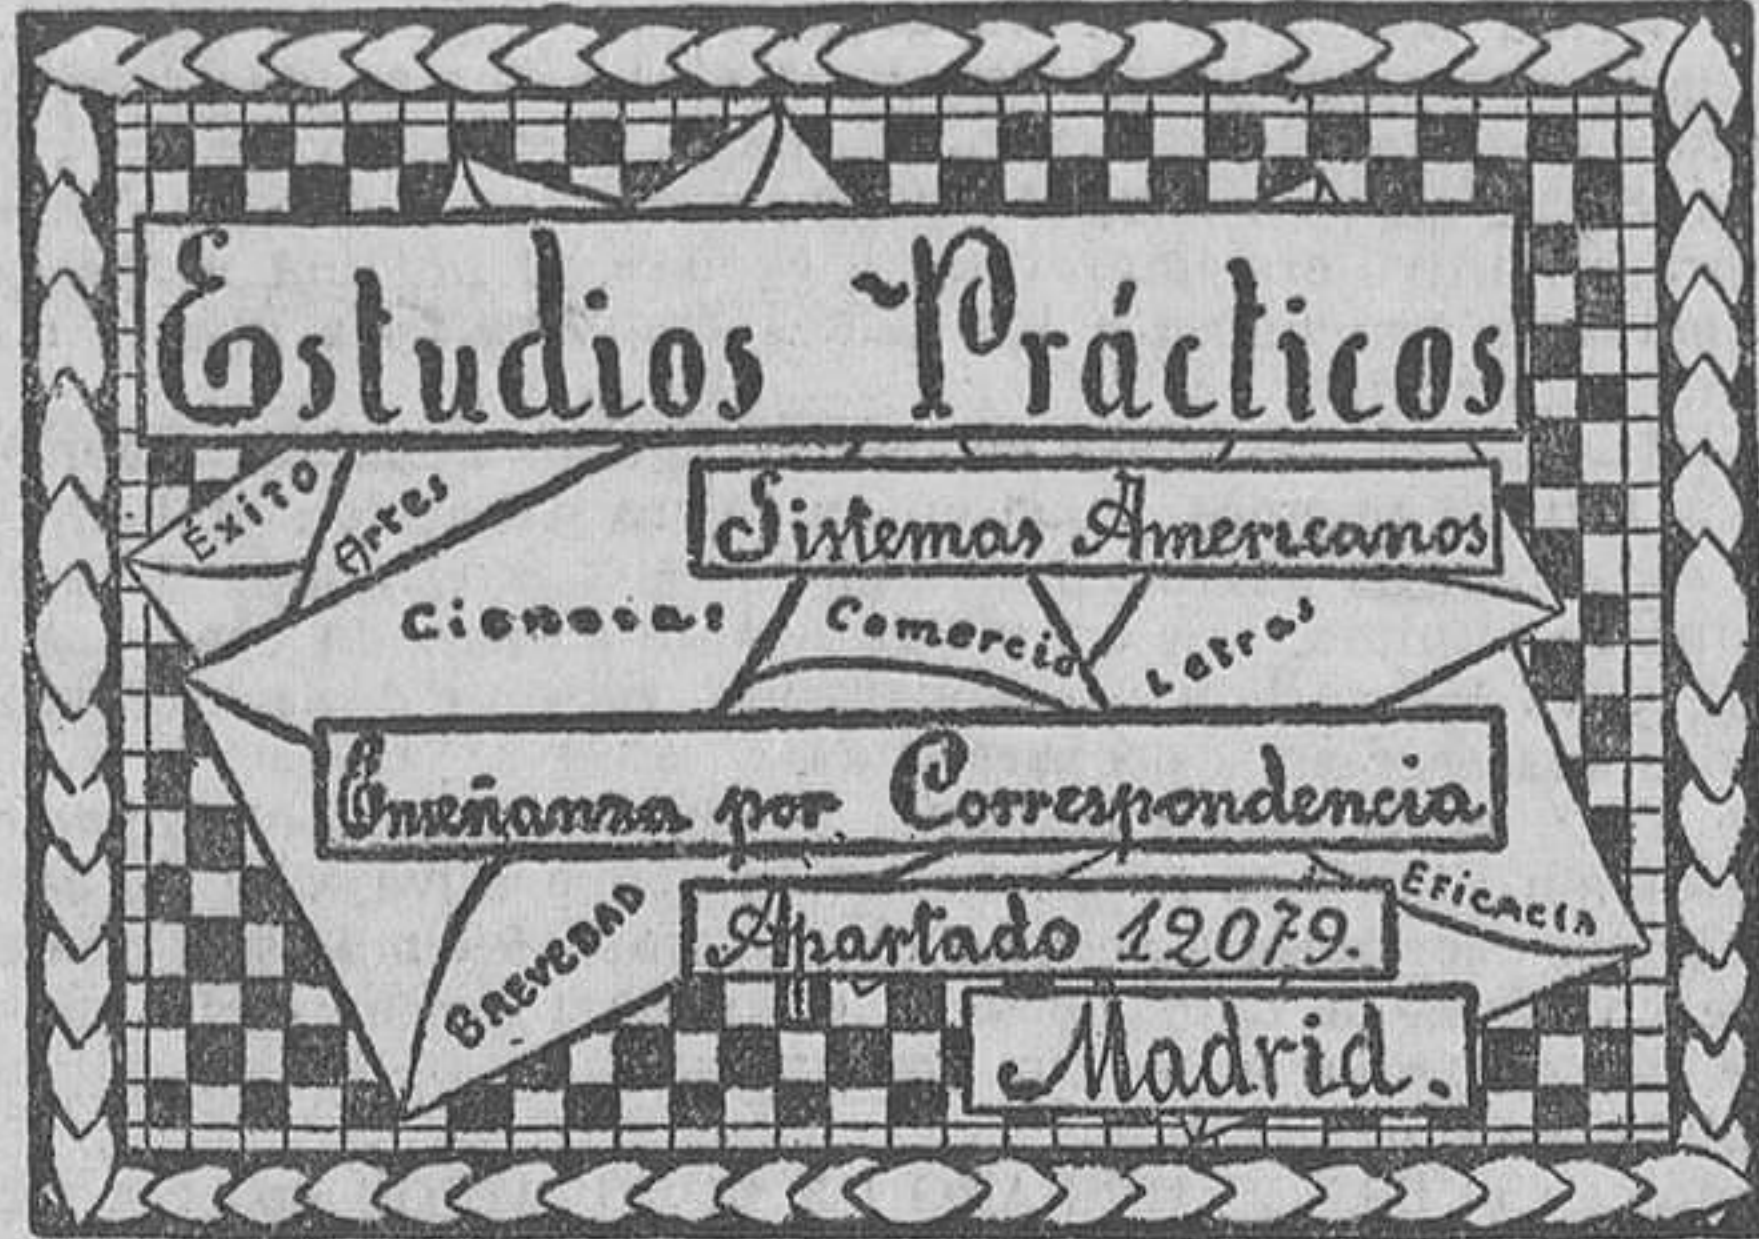 Estudios Prácticos
Éxito
Artes
Sistemas Americanos
Ciencias
Comercio
Letras
Enseñanza por Correspondencia
BREVEDAD
Apartado 12079.
Eficacia
Madrid.